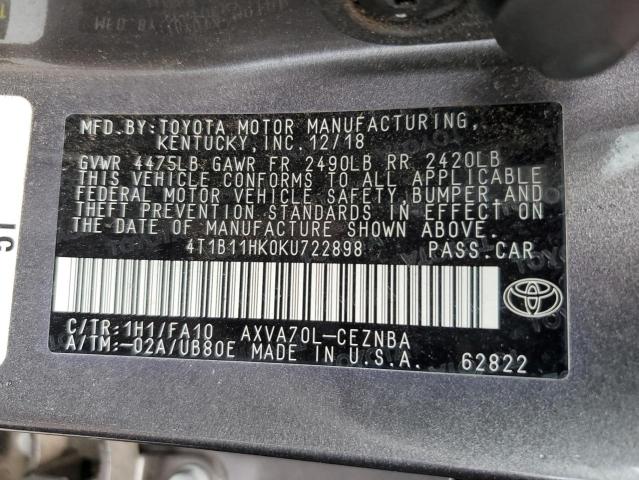 MFD.BY:TOYOTA MOTOR MANUFACTURING,
KENTUCKY,INC.12/18
GVWR 4475LB GAWR FR 2490LB RR 2420LB
THIS VEHICLE CONFORMS TO ALL APPLICABLE
FEDERAL MOTOR VEHICLE SAFETY,BUMPER,AND
THEFT PREVENTION STANDARDS IN EFFECT ON
THE DATE OF MANUFACTURE SHOWN ABOVE.
4T1B11HK0KU722898 PASS.CAR
C/TR:1H1/FA10 AXVA70L-CEZNBA
A/TM:-02A/UB80E MADE IN U.S.A.
62822